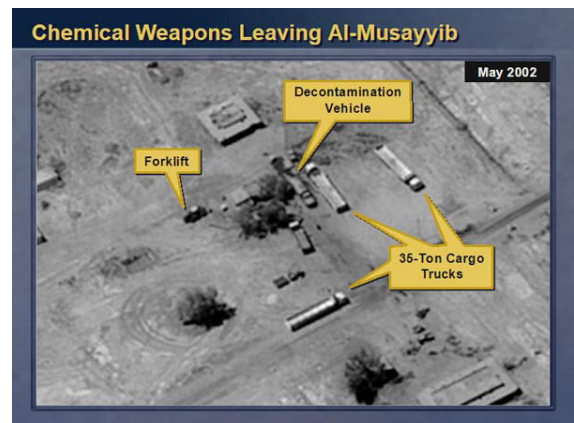 Chemical Weapons Leaving Al-Musayyib
May 2002
Decontamination
Vehicle
Forklift
35-Ton Cargo
Trucks